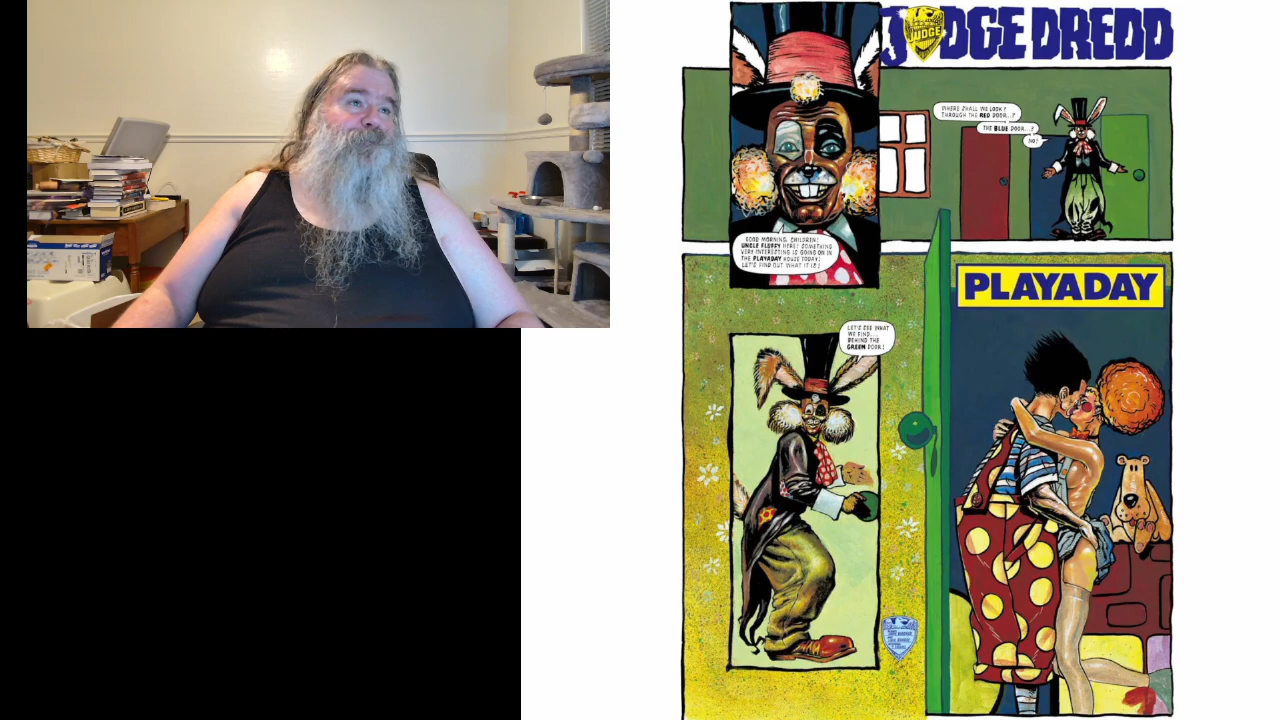 JUDGE DREDD
JUDGE
GOOD MORNING, CHILDREN!
UNCLE FLUFFY HERE! SOMETHING
VERY INTERESTING IS GOING ON IN
THE PLAYADAY HOUSE TODAY!
LET'S FIND OUT WHAT IT IS!
WHERE SHALL WE LOOK?
THROUGH THE RED DOOR...?
THE BLUE DOOR...?
NO!
LET'S SEE WHAT
WE FIND...
BEHIND THE
GREEN DOOR!
PLAYADAY